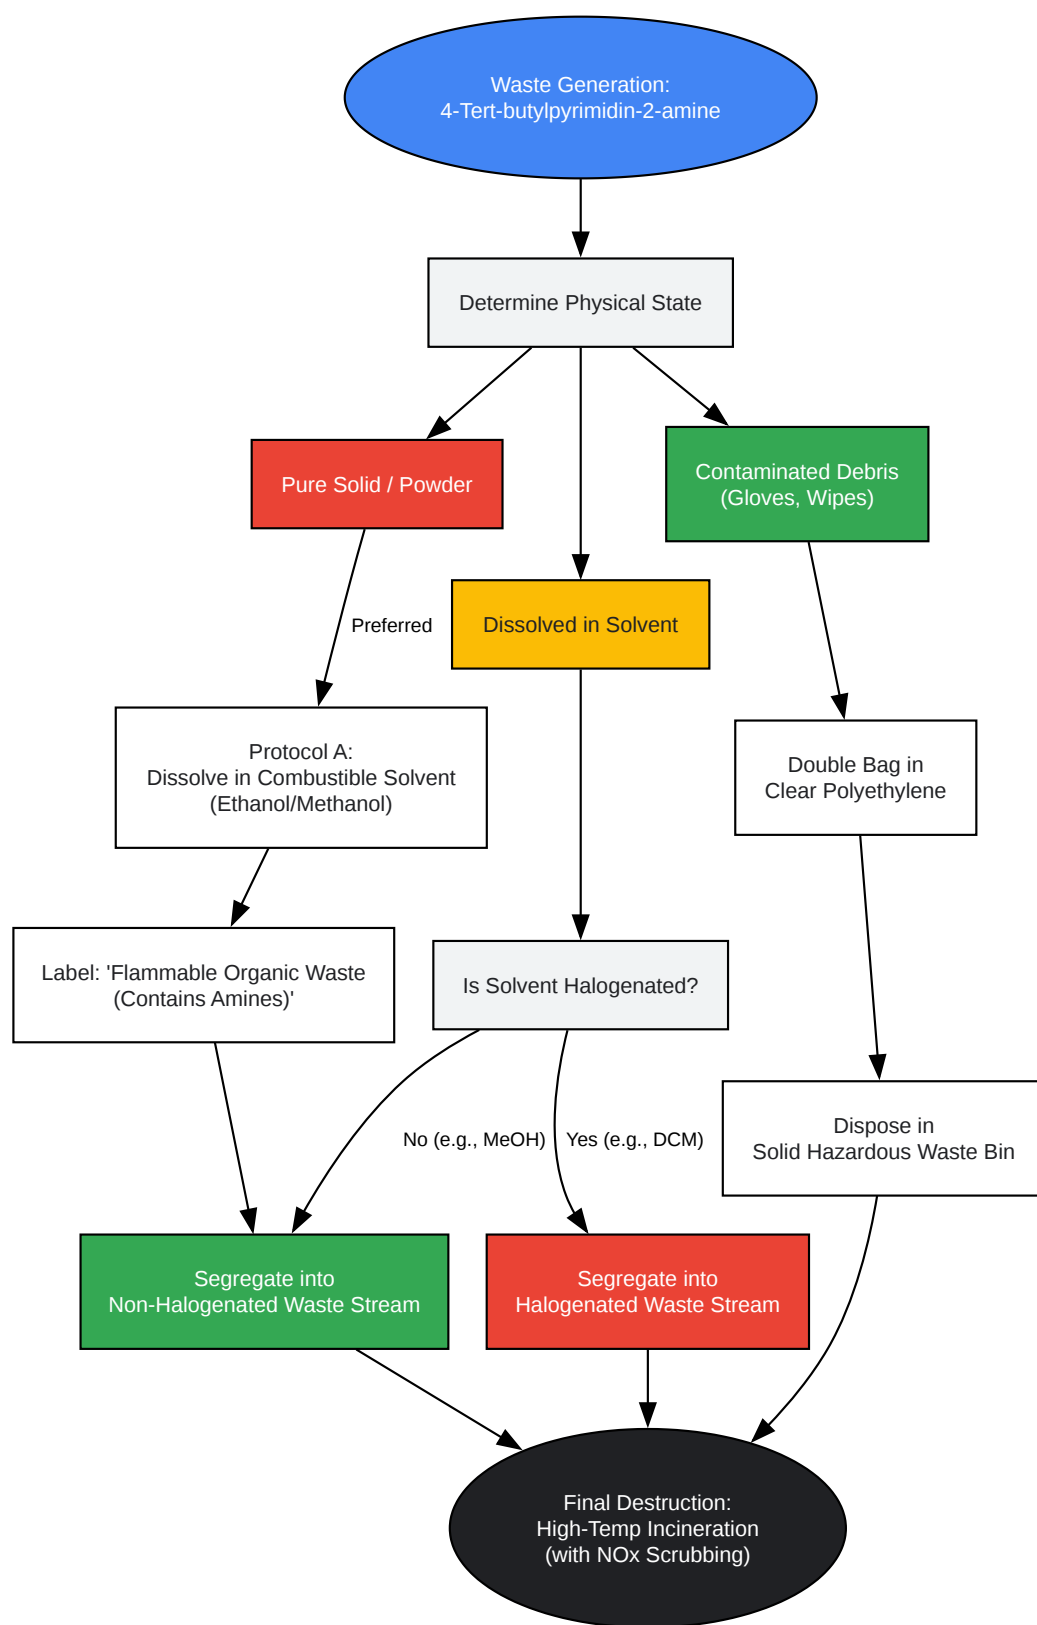 Waste Generation:
4-Tert-butylpyrimidin-2-amine
Determine Physical State
Pure Solid / Powder
Contaminated Debris
(Gloves, Wipes)
Preferred
Dissolved in Solvent
Protocol A:
Dissolve in Combustible Solvent
(Ethanol/Methanol)
Double Bag in
Clear Polyethylene
Label: 'Flammable Organic Waste
(Contains Amines)'
Is Solvent Halogenated?
No (e.g., MeOH)
Yes (e.g., DCM)
Dispose in
Solid Hazardous Waste Bin
Segregate into
Non-Halogenated Waste Stream
Segregate into
Halogenated Waste Stream
Final Destruction:
High-Temp Incineration
(with NOx Scrubbing)